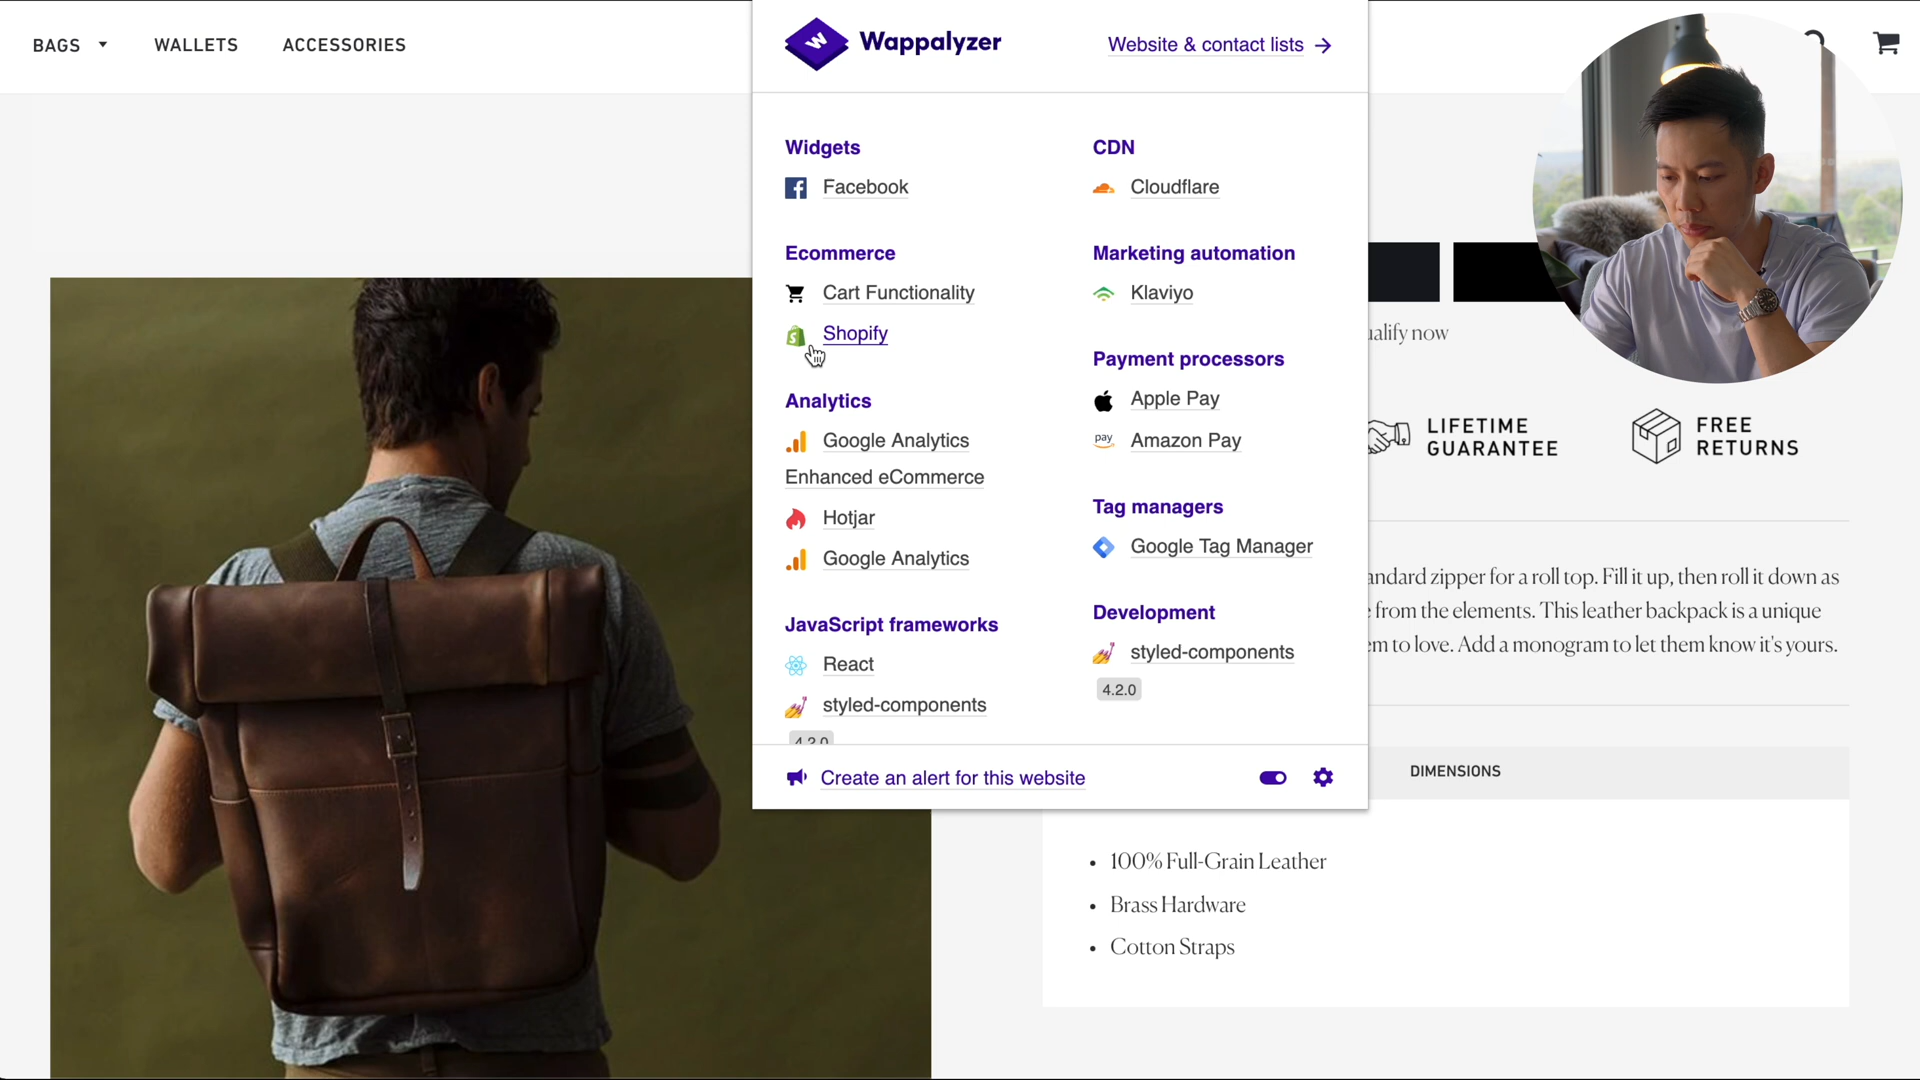 BAGS
WALLETS
ACCESSORIES
Wappalyzer
Website & contact lists
Widgets
Facebook
Ecommerce
Cart Functionality
Shopify
Analytics
Google Analytics
Enhanced eCommerce
Hotjar
Google Analytics
JavaScript frameworks
React
styled-components
4.2.0
CDN
Cloudflare
Marketing automation
Klaviyo
Payment processors
Apple Pay
pay
Amazon Pay
Tag managers
Google Tag Manager
Development
styled-components
4.2.0
Create an alert for this website
now
LIFETIME
GUARANTEE
FREE
RETURNS
zipper for a roll top. Fill it up, then roll it down as
from the elements. This leather backpack is a unique
to love. Add a monogram to let them know it's yours.
DIMENSIONS
• 100% Full-Grain Leather
• Brass Hardware
• Cotton Straps